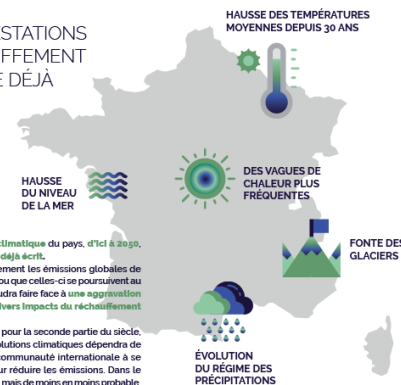 HAUSSE DES TEMPÉRATURES
MOYENNES DEPUIS 30 ANS
DÉJÀ
HAUSSE
DU NIVEAU
DE LA MER
DES VAGUES DE
CHALEUR PLUS
FRÉQUENTES
FONTE DES
GLACIERS
climatique du pays, d'ici à 2050,
déjà écrit.
ement les émissions globales de
ou que celles-ci se poursuivent au
udra faire face à une aggravation
ivers impacts du réchauffement
pour la seconde partie du siècle,
olutions climatiques dépendra de
communauté internationale à se
ur réduire les émissions. Dans le
mais de moins en moins probable
ÉVOLUTION
DU RÉGIME DES
PRÉCIPITATIONS